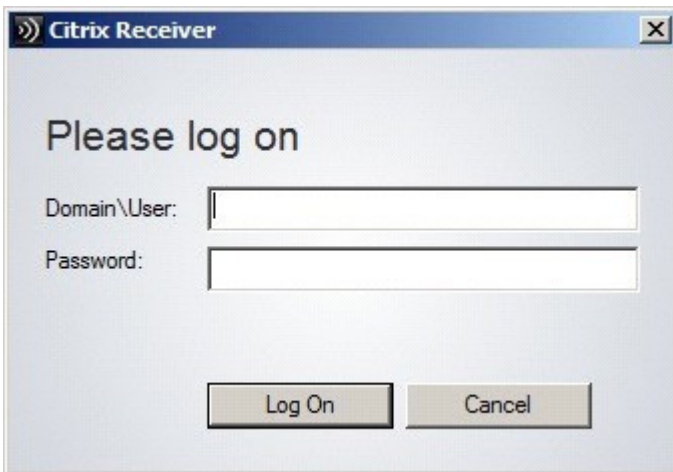 Citrix Receiver
Please log on
Domain\User:
Password:
Log On Cancel